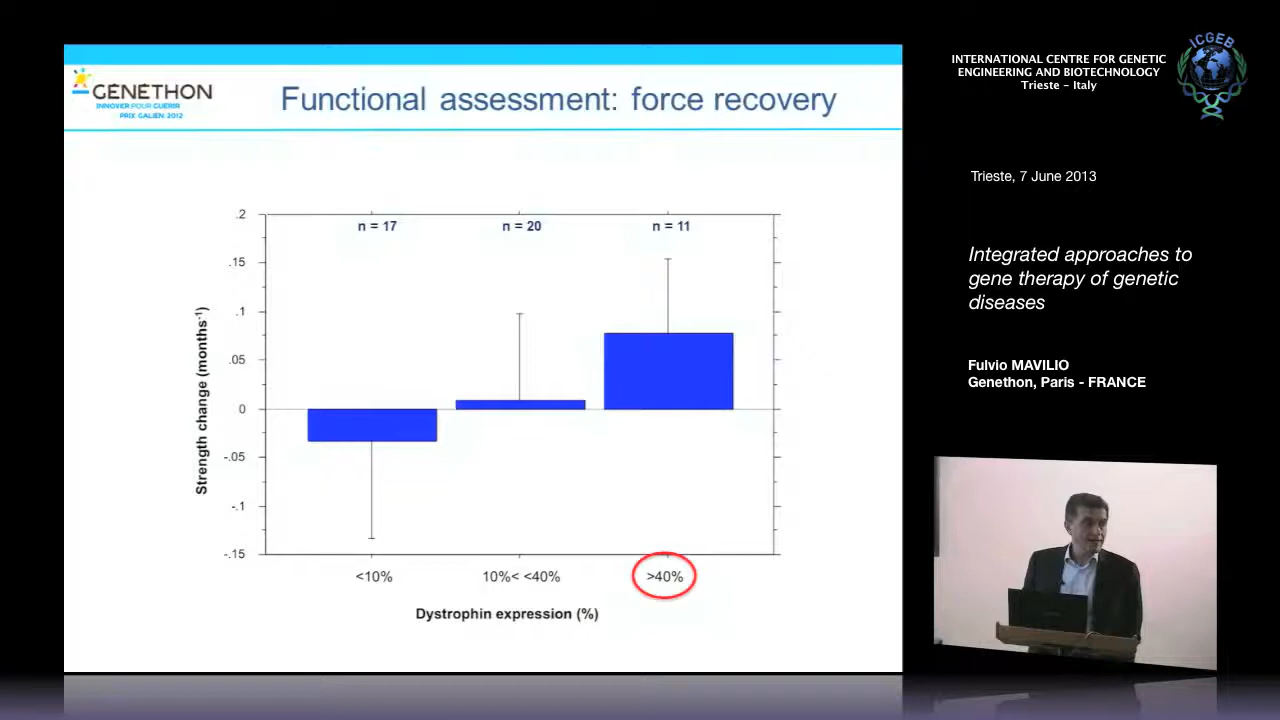 GENETHON
INNOVER POUR GUÉRIR
PRIX GALIEN 2012
Functional assessment: force recovery
n = 17
n = 20
n = 11
.2
.15
.1
.05
0
-.05
-.1
-.15
Strength change (months-1)
<10%
10%< <40%
>40%
Dystrophin expression (%)
INTERNATIONAL CENTRE FOR GENETIC
ENGINEERING AND BIOTECHNOLOGY
Trieste - Italy
ICGEB
Trieste, 7 June 2013
Integrated approaches to
gene therapy of genetic
diseases
Fulvio MAVILIO
Genethon, Paris - FRANCE